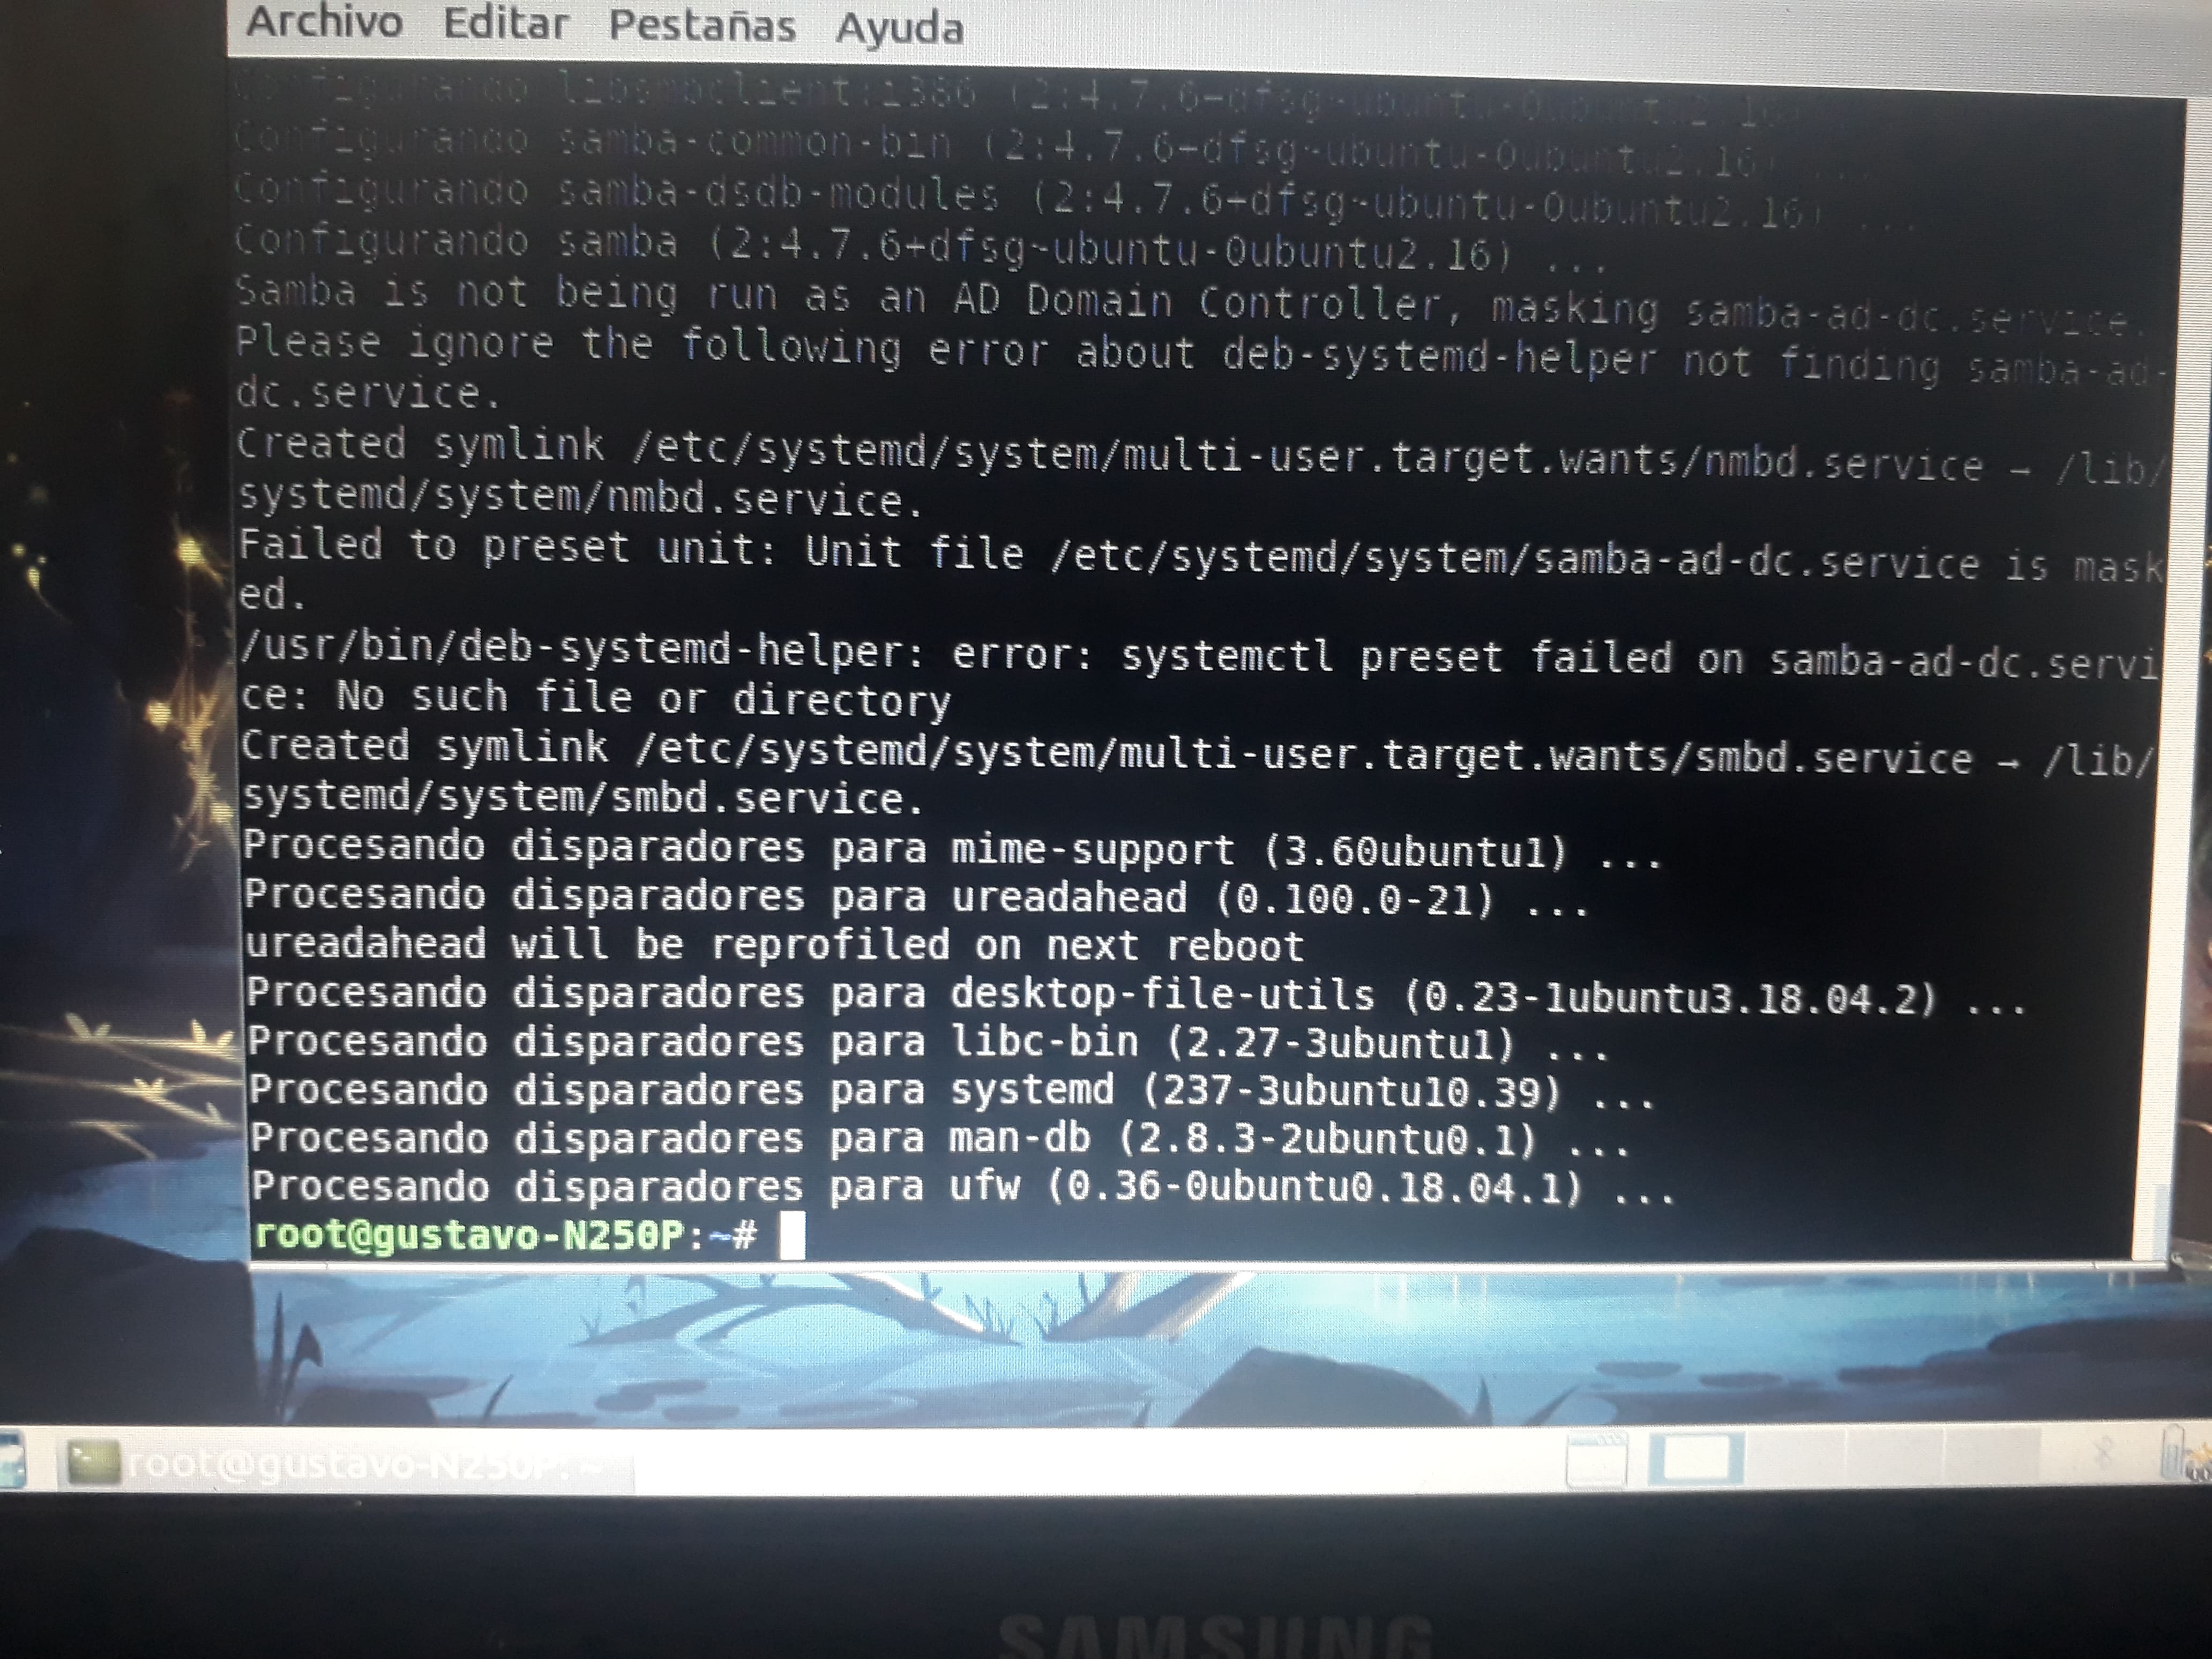 Archivo Editar Pestañas Ayuda
Configurando libsmbclient:i386 (2:4.7.6+dfsg~ubuntu-0ubuntu2.16)
Configurando samba-common-bin (2:4.7.6+dfsg~ubuntu-0ubuntu2.16) ...
Configurando samba-dsdb-modules (2:4.7.6+dfsg~ubuntu-0ubuntu2.16) ...
Configurando samba (2:4.7.6+dfsg~ubuntu-0ubuntu2.16) ...
Samba is not being run as an AD Domain Controller, masking samba-ad-dc.service.
Please ignore the following error about deb-systemd-helper not finding samba-ad-
dc.service.
Created symlink /etc/systemd/system/multi-user.target.wants/nmbd.service → /lib/
systemd/system/nmbd.service.
Failed to preset unit: Unit file /etc/systemd/system/samba-ad-dc.service is mask
ed.
/usr/bin/deb-systemd-helper: error: systemctl preset failed on samba-ad-dc.servi
ce: No such file or directory
Created symlink /etc/systemd/system/multi-user.target.wants/smbd.service → /lib/
systemd/system/smbd.service.
Procesando disparadores para mime-support (3.60ubuntu1) ...
Procesando disparadores para ureadahead (0.100.0-21) ...
ureadahead will be reprofiled on next reboot
Procesando disparadores para desktop-file-utils (0.23-1ubuntu3.18.04.2) ...
Procesando disparadores para libc-bin (2.27-3ubuntu1) ...
Procesando disparadores para systemd (237-3ubuntu10.39) ...
Procesando disparadores para man-db (2.8.3-2ubuntu0.1) ...
Procesando disparadores para ufw (0.36-0ubuntu0.18.04.1) ...
root@gustavo-N250P:~#
root@gustavo-N250P: ~
SAMSUNG